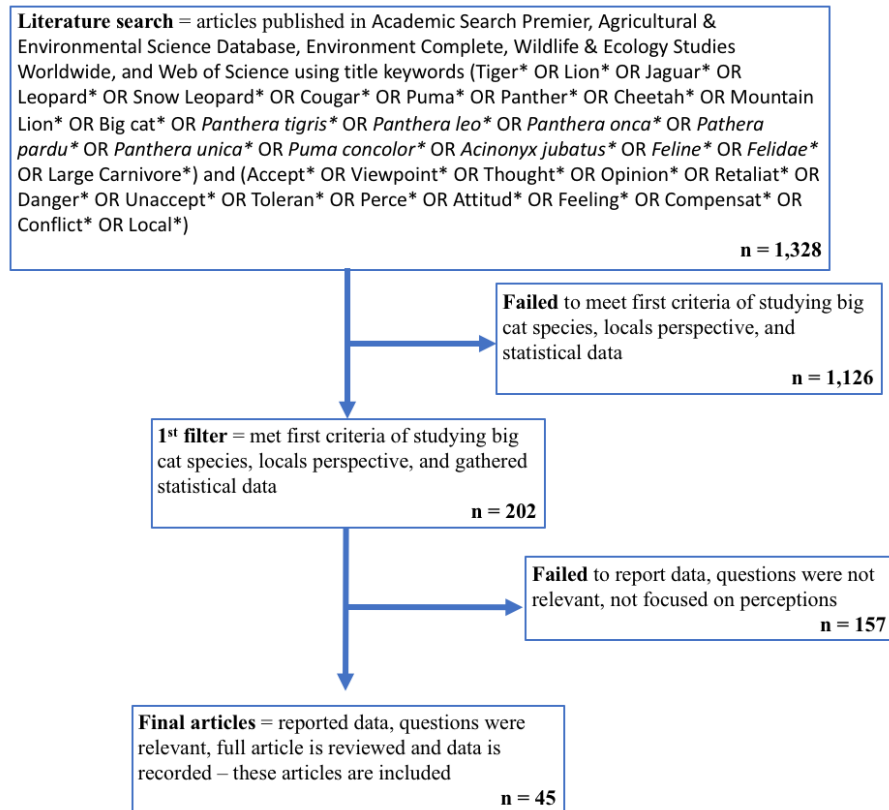 Literature search = articles published in Academic Search Premier, Agricultural &
Environmental Science Database, Environment Complete, Wildlife & Ecology Studies
Worldwide, and Web of Science using title keywords (Tiger* OR Lion* OR Jaguar* OR
Leopard* OR Snow Leopard* OR Cougar* OR Puma* OR Panther* OR Cheetah* OR Mountain
Lion* OR Big cat* OR Panthera tigris* OR Panthera leo* OR Panthera onca* OR Pathera
pardu* OR Panthera unica* OR Puma concolor* OR Acinonyx jubatus* OR Feline* OR Felidae*
OR Large Carnivore*) and (Accept* OR Viewpoint* OR Thought* OR Opinion* OR Retaliat* OR
Danger* OR Unaccept* OR Toleran* OR Perce* OR Attitud* OR Feeling* OR Compensat* OR
Conflict* OR Local*)
n = 1,328
Failed to meet first criteria of studying big
cat species, locals perspective, and
statistical data
n = 1,126
1st filter = met first criteria of studying big
cat species, locals perspective, and gathered
statistical data
n = 202
Failed to report data, questions were not
relevant, not focused on perceptions
n = 157
Final articles = reported data, questions were
relevant, full article is reviewed and data is
recorded – these articles are included
n = 45